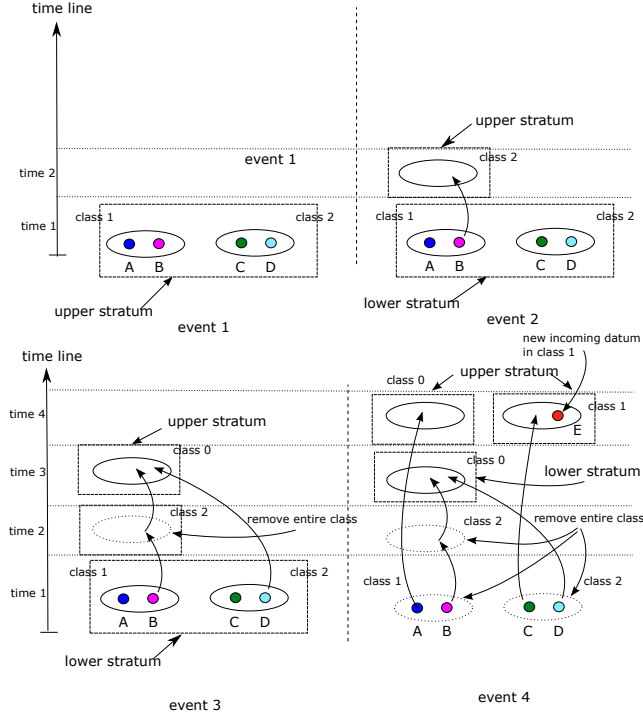 time line
event 1
upper stratum
class 2
time 2
time 1
class 1
class 2
class 1
class 2
A
B
C
D
A
B
C
D
upper stratum
lower stratum
event 1
event 2
time line
new incoming datum
in class 1
class 0
upper stratum
class 1
time 4
E
upper stratum
class 0
class 0
time 3
lower stratum
class 2
remove entire class
class 2
remove entire class
time 2
time 1
class 1
class 2
class 1
class 2
A
B
C
D
A
B
C
D
lower stratum
event 3
event 4